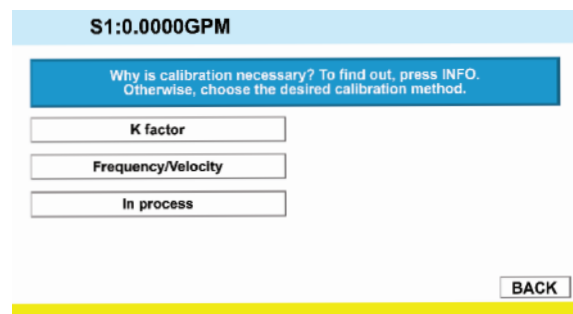 S1:0.0000GPM
Why is calibration necessary? To find out, press INFO.
Otherwise, choose the desired calibration method.
K factor
Frequency/Velocity
In process
BACK